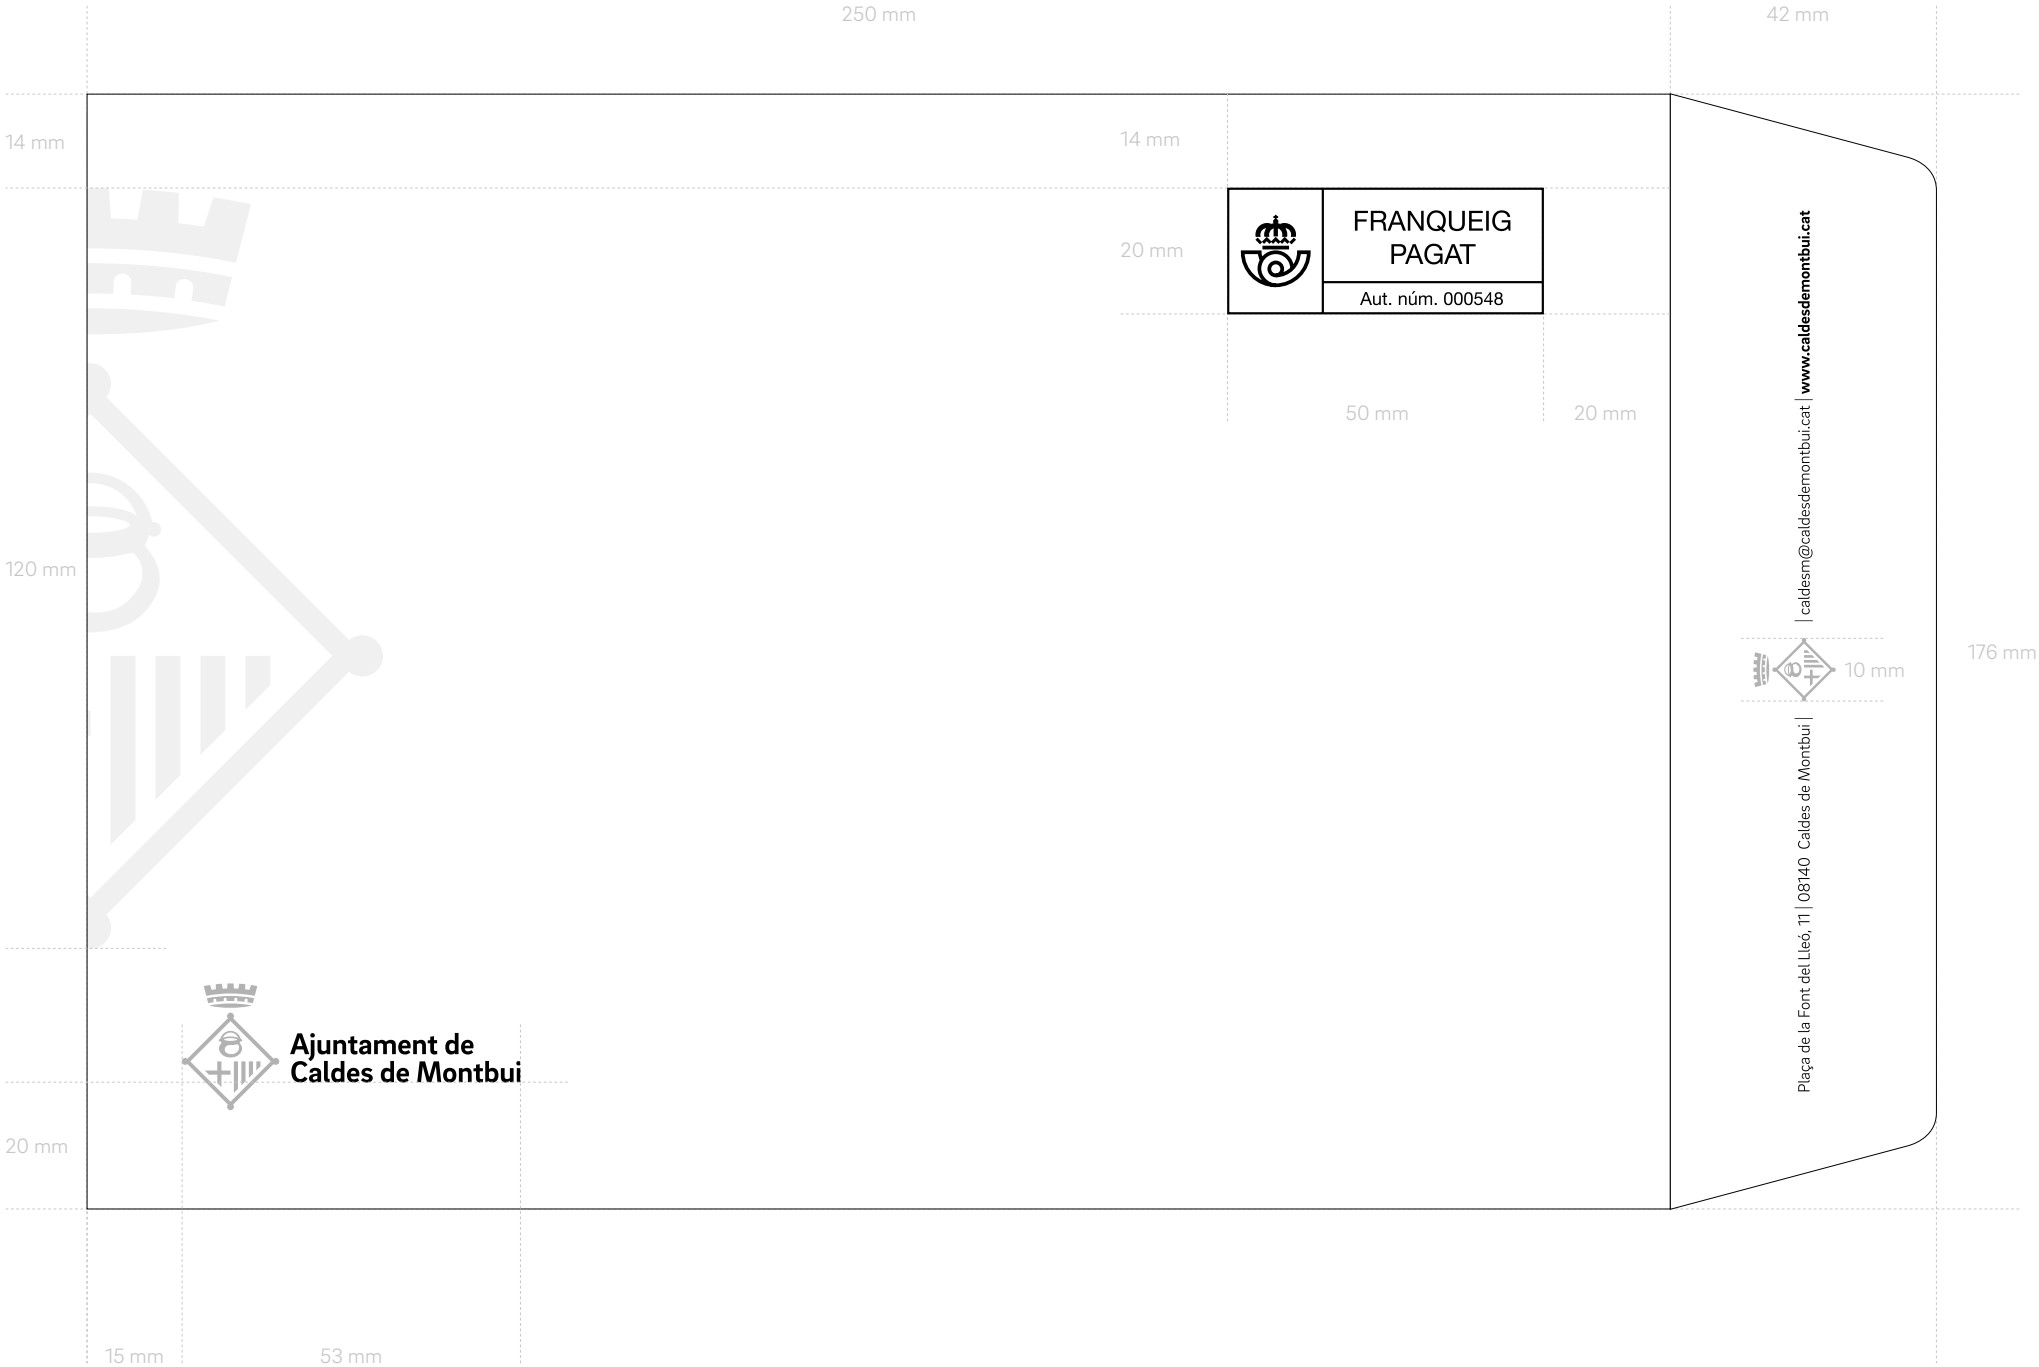 250 mm
42 mm
14 mm
14 mm
FRANQUEIG
PAGAT
Aut. núm. 000548
20 mm
50 mm
20 mm
120 mm
176 mm
10 mm
Plaça de la Font del Lleó, 11 | 08140 Caldes de Montbui |
| caldesm@caldesdemontbui.cat | www.caldesdemontbui.cat
Ajuntament de
Caldes de Montbui
20 mm
15 mm
53 mm